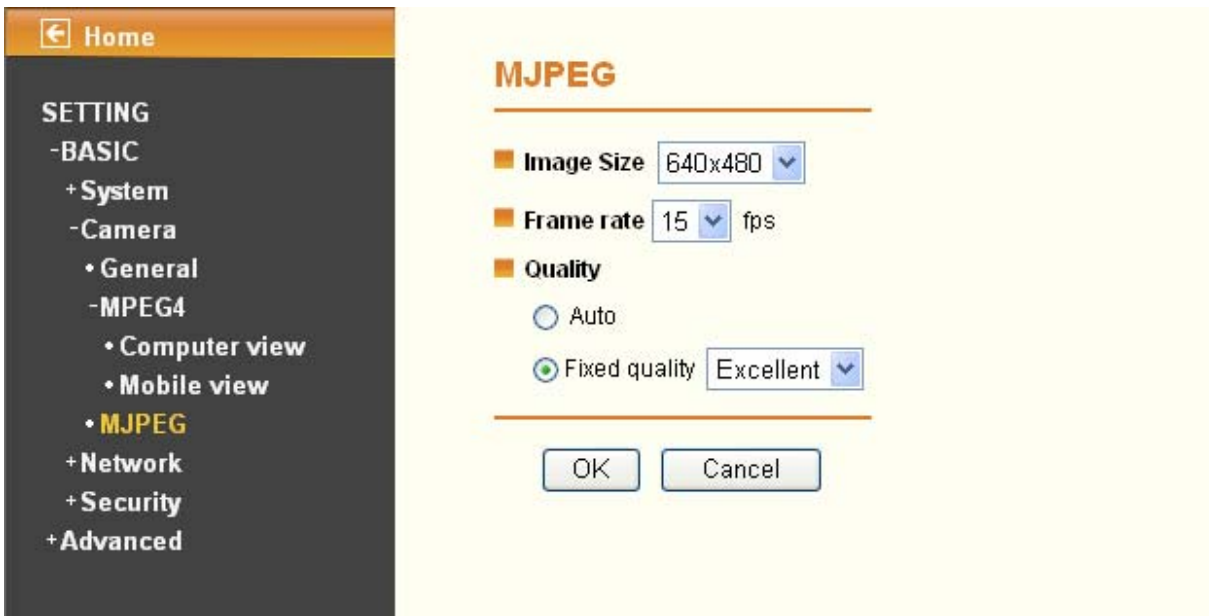 Home
SETTING
-BASIC
+System
-Camera
•General
-MPEG4
•Computer view
•Mobile view
•MJPEG
+Network
+Security
+Advanced
MJPEG
Image Size 640x480
Frame rate 15 fps
Quality
Auto
Fixed quality Excellent
OK Cancel